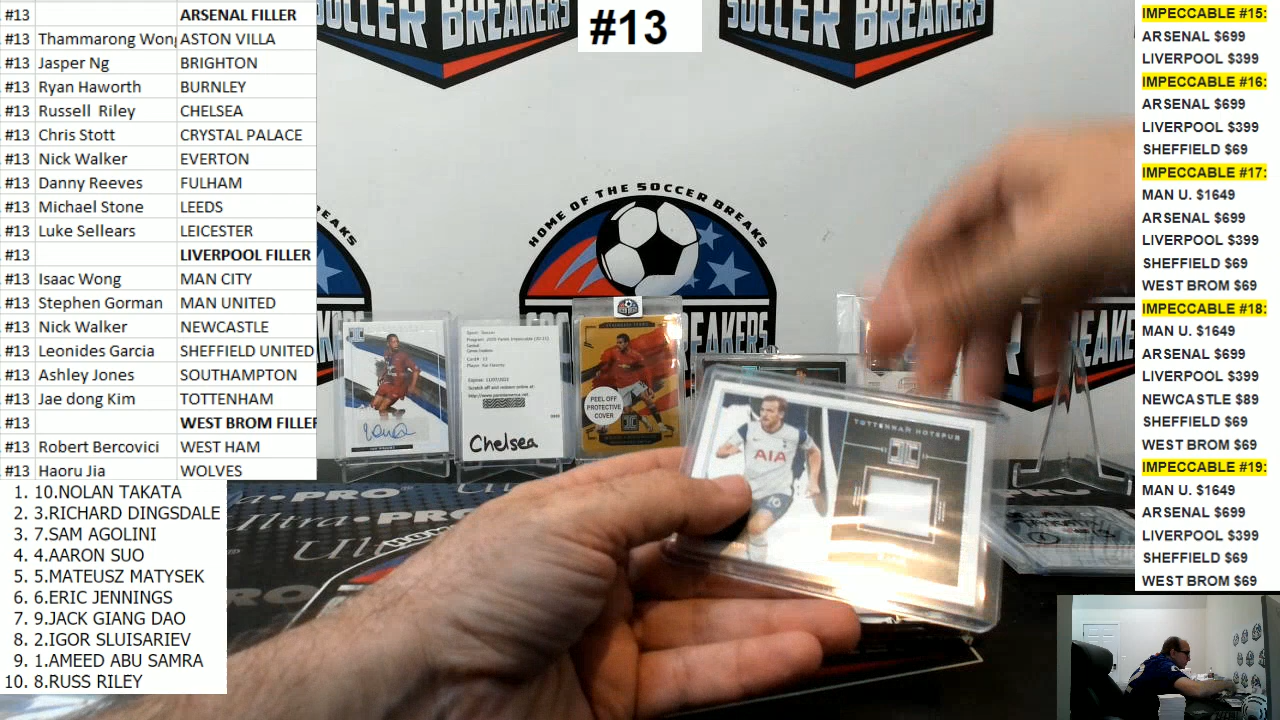 #13 ARSENAL FILLER
#13 Thammarong Wong ASTON VILLA
#13 Jasper Ng BRIGHTON
#13 Ryan Haworth BURNLEY
#13 Russell Riley CHELSEA
#13 Chris Stott CRYSTAL PALACE
#13 Nick Walker EVERTON
#13 Danny Reeves FULHAM
#13 Michael Stone LEEDS
#13 Luke Sellears LEICESTER
#13 LIVERPOOL FILLER
#13 Isaac Wong MAN CITY
#13 Stephen Gorman MAN UNITED
#13 Nick Walker NEWCASTLE
#13 Leonides Garcia SHEFFIELD UNITED
#13 Ashley Jones SOUTHAMPTON
#13 Jae dong Kim TOTTENHAM
#13 WEST BROM FILLER
#13 Robert Bercovici WEST HAM
#13 Haoru Jia WOLVES
1. 10.NOLAN TAKATA
2. 3.RICHARD DINGSDALE
3. 7.SAM AGOLINI
4. 4.AARON SUO
5. 5.MATEUSZ MATYSEK
6. 6.ERIC JENNINGS
7. 9.JACK GIANG DAO
8. 2.IGOR SLUISARIEV
9. 1.AMEED ABU SAMRA
10. 8.RUSS RILEY
SOCCER BREAKERS
#13
SOCCER BREAKERS
HOME OF THE SOCCER BREAKS
BREAKERS
Chelsea
PEEL OFF
PROTECTIVE
COVER
TOTTENHAM HOTSPUR
AIA
Ultra PRO
IMPECCABLE #15:
ARSENAL $699
LIVERPOOL $399
IMPECCABLE #16:
ARSENAL $699
LIVERPOOL $399
SHEFFIELD $69
IMPECCABLE #17:
MAN U. $1649
ARSENAL $699
LIVERPOOL $399
SHEFFIELD $69
WEST BROM $69
IMPECCABLE #18:
MAN U. $1649
ARSENAL $699
LIVERPOOL $399
NEWCASTLE $89
SHEFFIELD $69
WEST BROM $69
IMPECCABLE #19:
MAN U. $1649
ARSENAL $699
LIVERPOOL $399
SHEFFIELD $69
WEST BROM $69